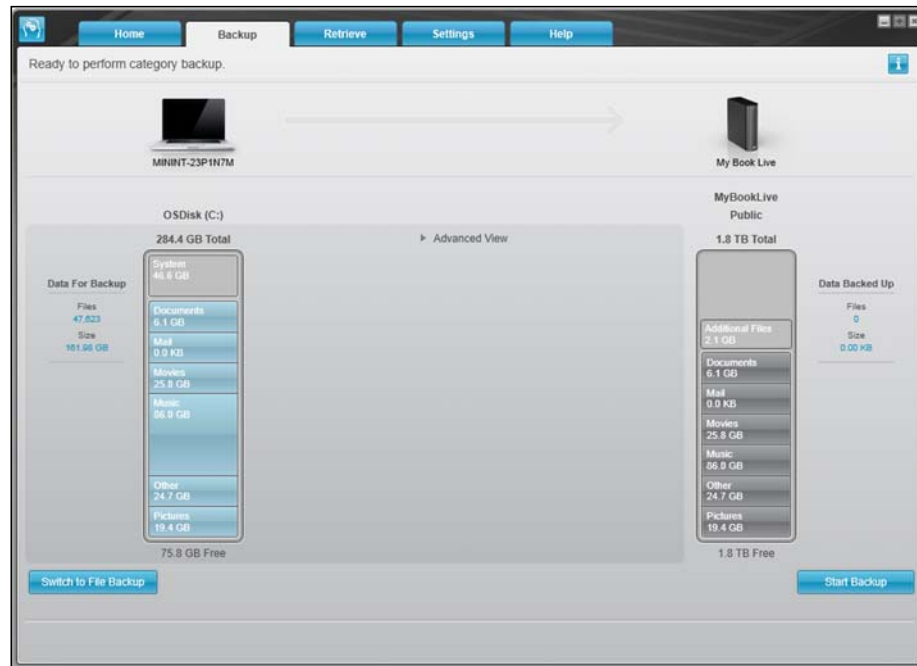 Home Backup Retrieve Settings Help
Ready to perform category backup.
MININT-23P1N7M
My Book Live
OSDisk (C:)
MyBookLive
Public
284.4 GB Total
Advanced View
1.8 TB Total
Data For Backup
Files
47,623
Size
161.98 GB
System
46.6 GB
Documents
6.1 GB
Mail
0.0 KB
Movies
25.8 GB
Music
86.0 GB
Other
24.7 GB
Pictures
19.4 GB
75.8 GB Free
Additional Files
2.1 GB
Documents
6.1 GB
Mail
0.0 KB
Movies
25.8 GB
Music
86.0 GB
Other
24.7 GB
Pictures
19.4 GB
1.8 TB Free
Data Backed Up
Files
0
Size
0.00 KB
Switch to File Backup
Start Backup